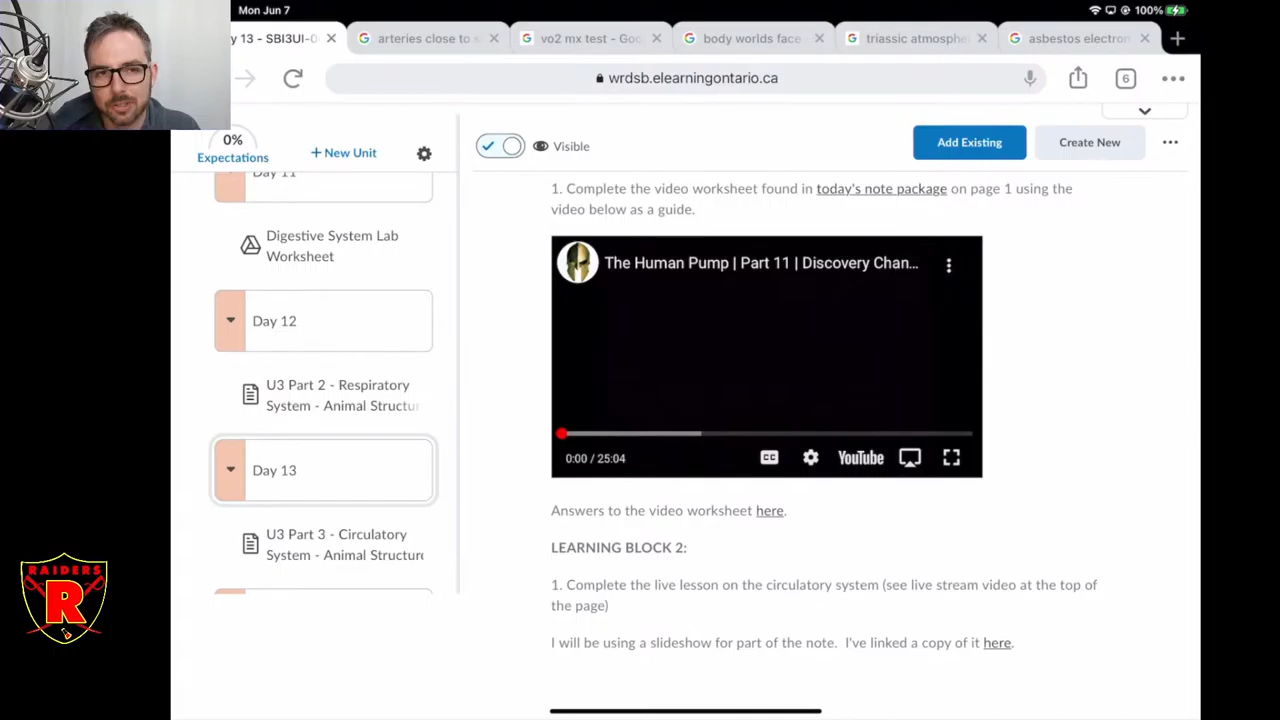 Mon Jun 7
100%
y 13 - SBI3UI-0
arteries close to s
vo2 mx test - Goo
body worlds face -
triassic atmosphe
asbestos electron
wrdsb.elearningontario.ca
6
0%
Expectations
+ New Unit
Visible
Add Existing
Create New
Day 11
Digestive System Lab
Worksheet
Day 12
U3 Part 2 - Respiratory
System - Animal Structur
Day 13
U3 Part 3 - Circulatory
System - Animal Structure
1. Complete the video worksheet found in today's note package on page 1 using the
video below as a guide.
The Human Pump | Part 11 | Discovery Chan...
0:00 / 25:04
CC
YouTube
Answers to the video worksheet here.
LEARNING BLOCK 2:
1. Complete the live lesson on the circulatory system (see live stream video at the top of
the page)
I will be using a slideshow for part of the note. I've linked a copy of it here.
RAIDERS
R